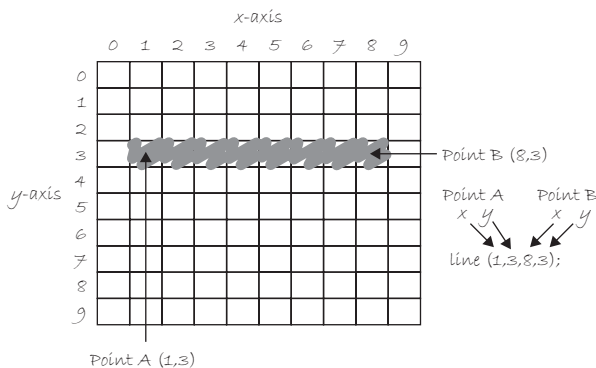 x-axis
0 1 2 3 4 5 6 7 8 9
0
1
2
3
Point B (8,3)
4
y-axis
5
6
7
8
9
Point A Point B
x y x y
line (1,3,8,3);
Point A (1,3)